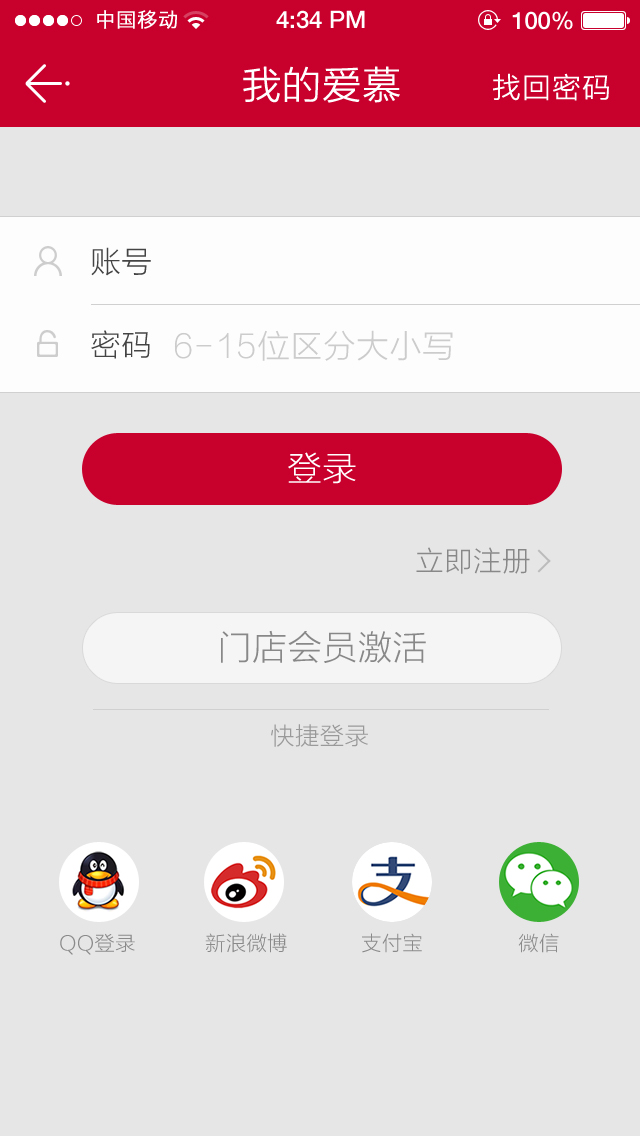 中国移动 4:34 PM 100%
我的爱慕 找回密码
账号
密码 6-15位区分大小写
登录
立即注册
门店会员激活
快捷登录
QQ登录 新浪微博 支付宝 微信